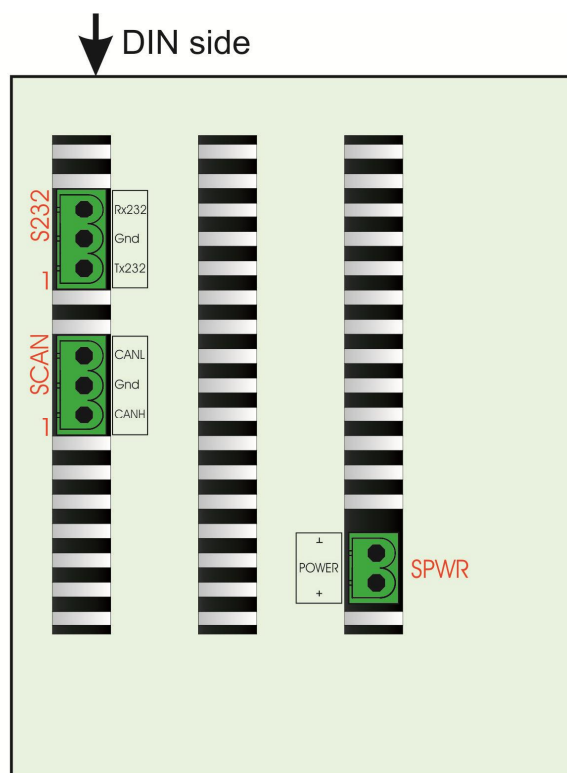 DIN side
S232
1
Rx232
Gnd
Tx232
SCAN
1
CANL
Gnd
CANH
⊥
POWER
+
SPWR